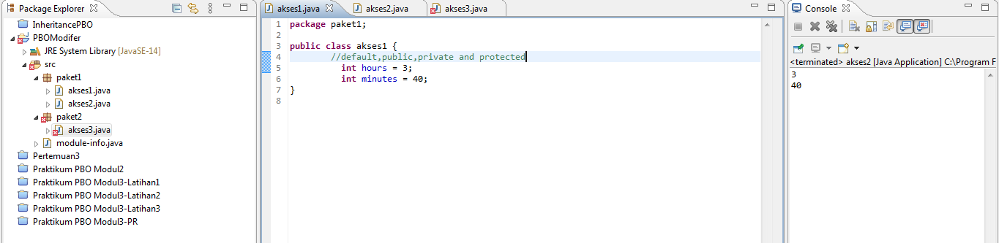 Package Explorer
InheritancePBO
PBOModifer
JRE System Library [JavaSE-14]
src
paket1
akses1.java
akses2.java
paket2
akses3.java
module-info.java
Pertemuan3
Praktikum PBO Modul2
Praktikum PBO Modul3-Latihan1
Praktikum PBO Modul3-Latihan2
Praktikum PBO Modul3-Latihan3
Praktikum PBO Modul3-PR
akses1.java akses2.java akses3.java
1 package paket1;
2
3 public class akses1 {
4 //default,public,private and protected
5 int hours = 3;
6 int minutes = 40;
7 }
8
Console
<terminated> akses2 [Java Application] C:\Program F
3
40